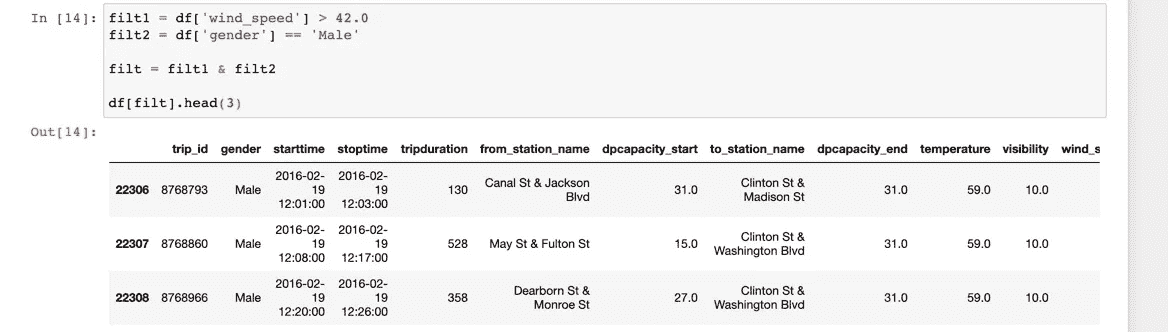 In [14]: filt1 = df['wind_speed'] > 42.0
filt2 = df['gender'] == 'Male'
filt = filt1 & filt2
df[filt].head(3)
Out[14]:
trip_id gender starttime stoptime tripduration from_station_name dpcapacity_start to_station_name dpcapacity_end temperature visibility wind_s
22306 8768793 Male 2016-02-19 12:01:00 2016-02-19 12:03:00 130 Canal St & Jackson Blvd 31.0 Clinton St & Madison St 31.0 59.0 10.0
22307 8768860 Male 2016-02-19 12:08:00 2016-02-19 12:17:00 528 May St & Fulton St 15.0 Clinton St & Washington Blvd 31.0 59.0 10.0
22308 8768966 Male 2016-02-19 12:20:00 2016-02-19 12:26:00 358 Dearborn St & Monroe St 27.0 Clinton St & Washington Blvd 31.0 59.0 10.0